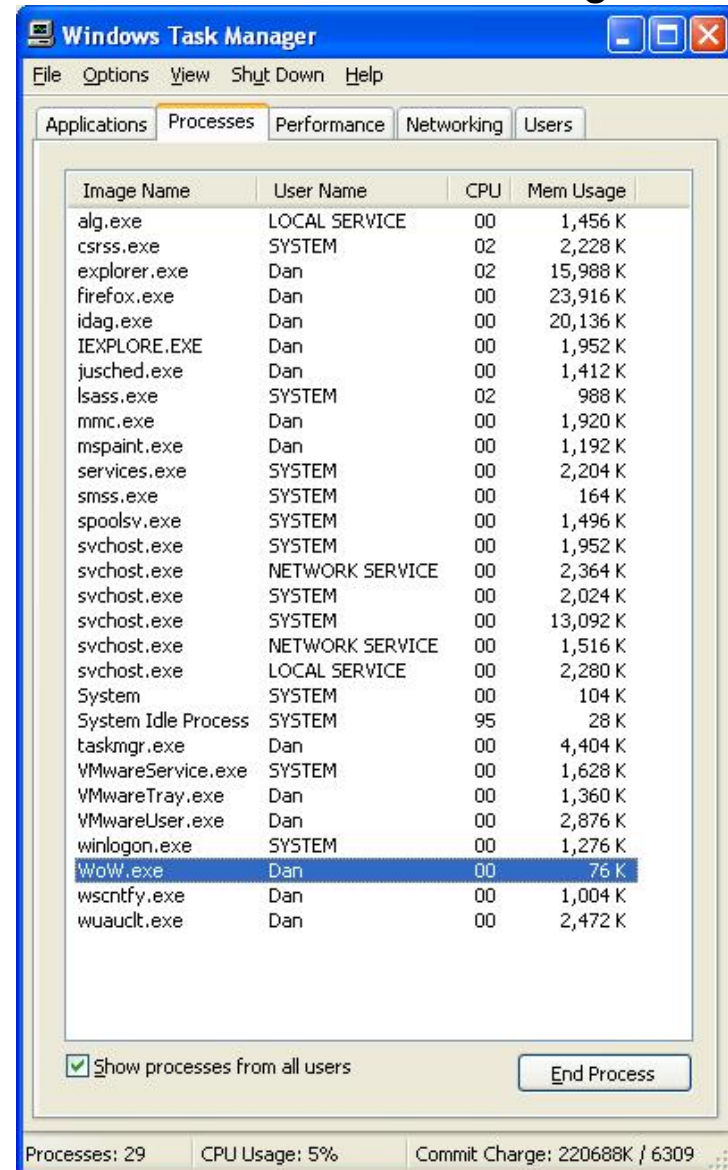 Windows Task Manager
File Options View Shut Down Help
Applications Processes Performance Networking Users
Image Name User Name CPU Mem Usage
alg.exe LOCAL SERVICE 00 1,456 K
csrss.exe SYSTEM 02 2,228 K
explorer.exe Dan 02 15,988 K
firefox.exe Dan 00 23,916 K
idag.exe Dan 00 20,136 K
IEXPLORE.EXE Dan 00 1,952 K
jusched.exe Dan 00 1,412 K
lsass.exe SYSTEM 02 988 K
mmc.exe Dan 00 1,920 K
mspaint.exe Dan 00 1,192 K
services.exe SYSTEM 00 2,204 K
smss.exe SYSTEM 00 164 K
spoolsv.exe SYSTEM 00 1,496 K
svchost.exe SYSTEM 00 1,952 K
svchost.exe NETWORK SERVICE 00 2,364 K
svchost.exe SYSTEM 00 2,024 K
svchost.exe SYSTEM 00 13,092 K
svchost.exe NETWORK SERVICE 00 1,516 K
svchost.exe LOCAL SERVICE 00 2,280 K
System SYSTEM 00 104 K
System Idle Process SYSTEM 95 28 K
taskmgr.exe Dan 00 4,404 K
VMwareService.exe SYSTEM 00 1,628 K
VMwareTray.exe Dan 00 1,360 K
VMwareUser.exe Dan 00 2,876 K
winlogon.exe SYSTEM 00 1,276 K
WoW.exe Dan 00 76 K
wscntfy.exe Dan 00 1,004 K
wuauclt.exe Dan 00 2,472 K
Show processes from all users End Process
Processes: 29 CPU Usage: 5% Commit Charge: 220688K / 6309